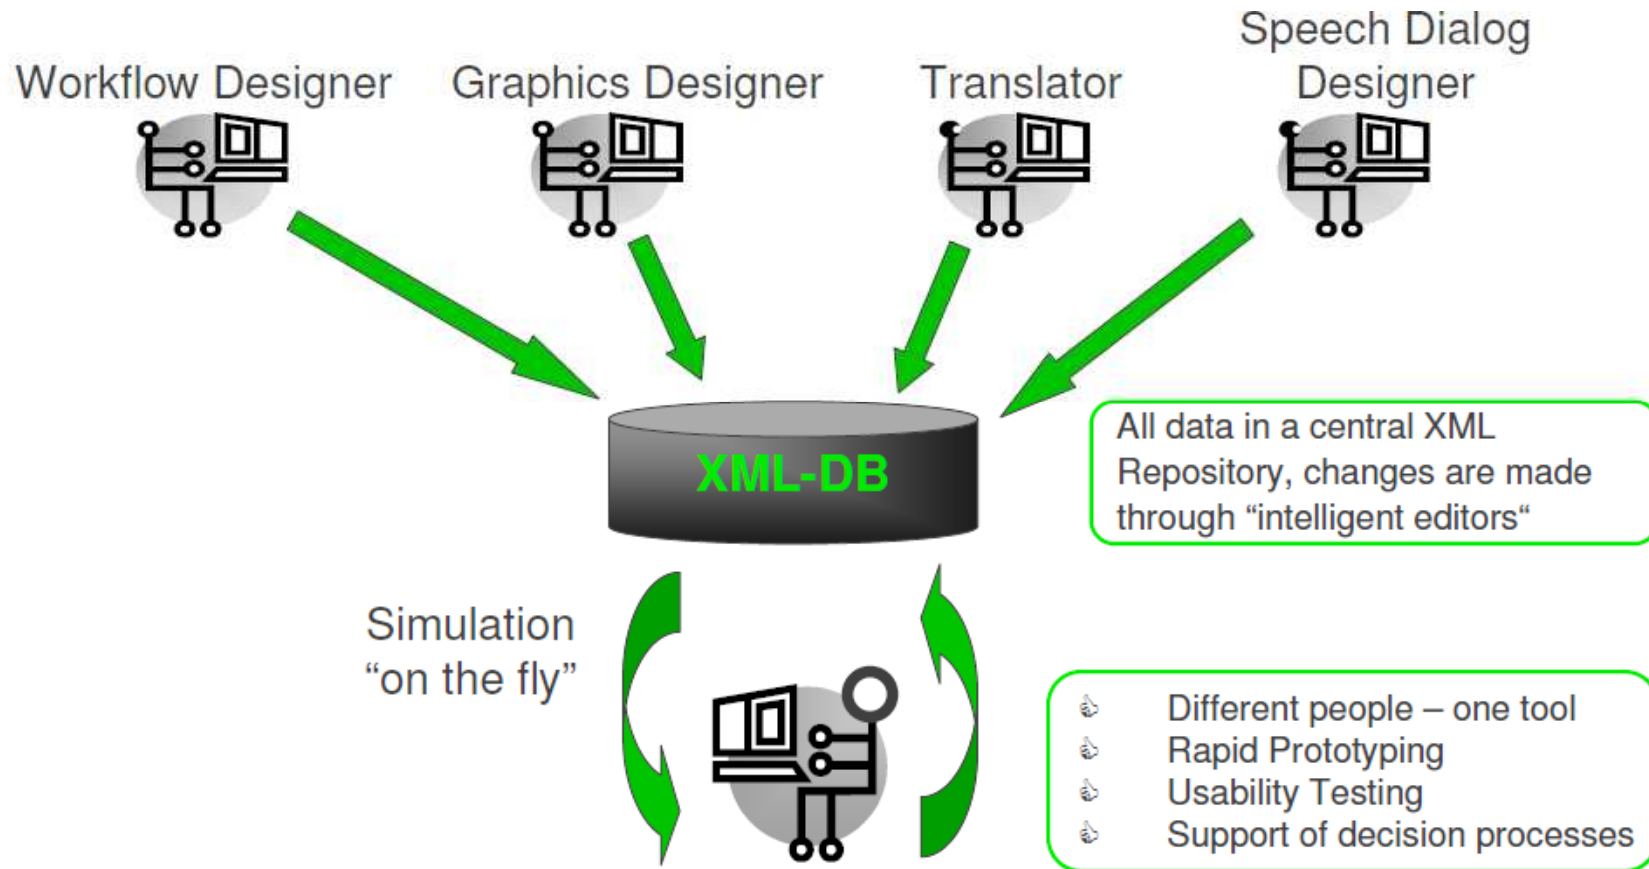 Workflow Designer
Graphics Designer
Translator
Speech Dialog
Designer
XML-DB
All data in a central XML
Repository, changes are made
through “intelligent editors“
Simulation
“on the fly”
Different people – one tool
Rapid Prototyping
Usability Testing
Support of decision processes